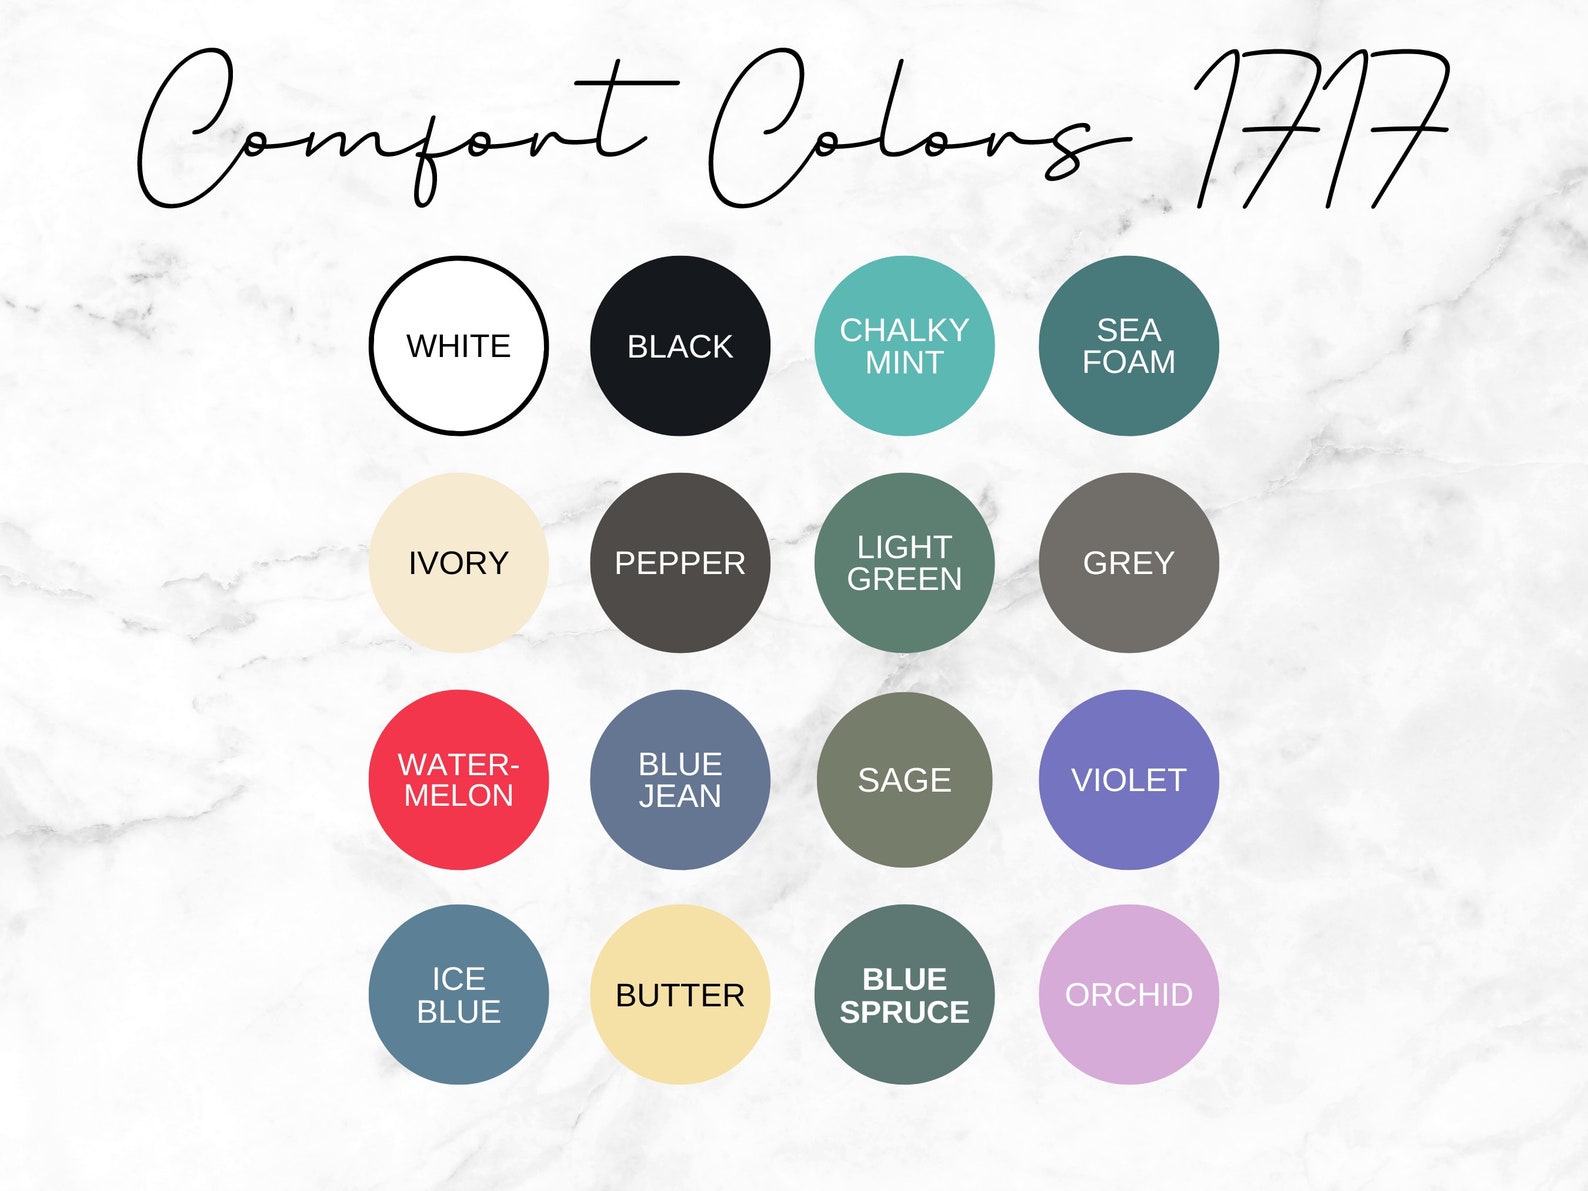 Comfort Colors 1717
WHITE
BLACK
CHALKY
MINT
SEA
FOAM
IVORY
PEPPER
LIGHT
GREEN
GREY
WATER-
MELON
BLUE
JEAN
SAGE
VIOLET
ICE
BLUE
BUTTER
BLUE
SPRUCE
ORCHID